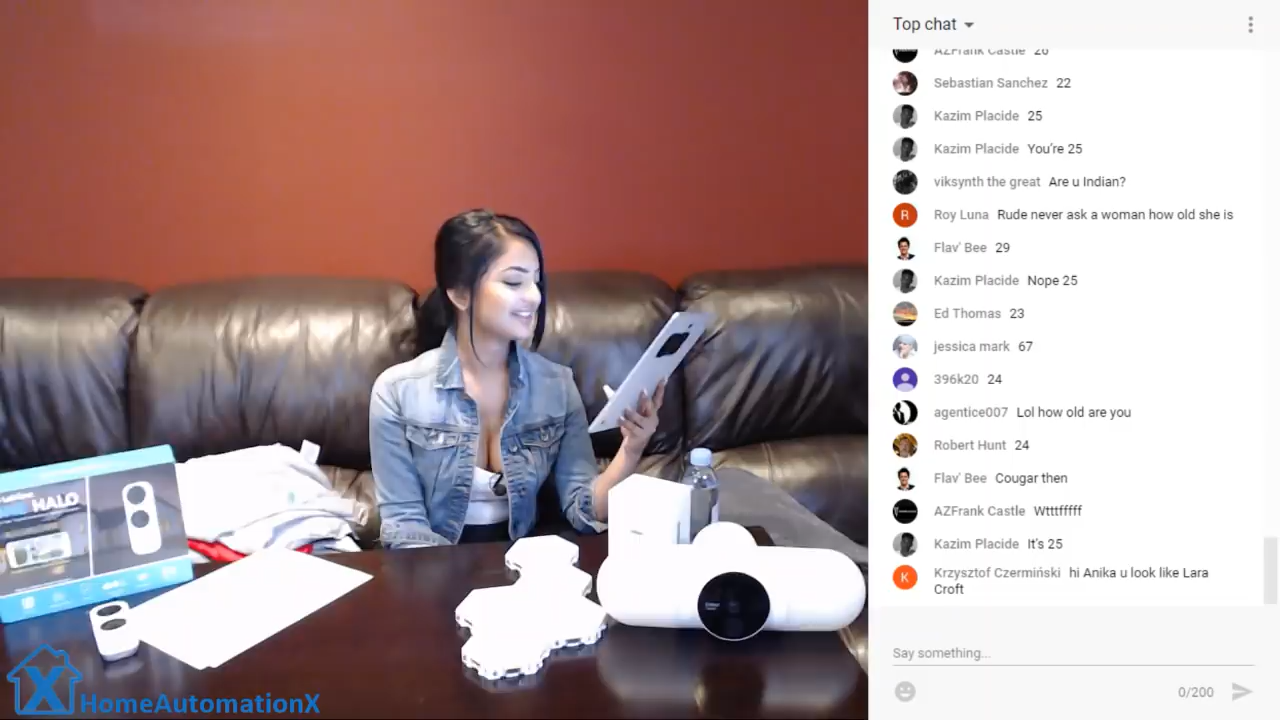 HALO
HomeAutomationX
Top chat
AZFrank Castle 26
Sebastian Sanchez 22
Kazim Placide 25
Kazim Placide You're 25
viksynth the great Are u Indian?
R Roy Luna Rude never ask a woman how old she is
Flav' Bee 29
Kazim Placide Nope 25
Ed Thomas 23
jessica mark 67
396k20 24
agentice007 Lol how old are you
Robert Hunt 24
Flav' Bee Cougar then
AZFrank Castle Wtttfffff
Kazim Placide It's 25
K Krzysztof Czermiński hi Anika u look like Lara
Croft
Say something...
0/200